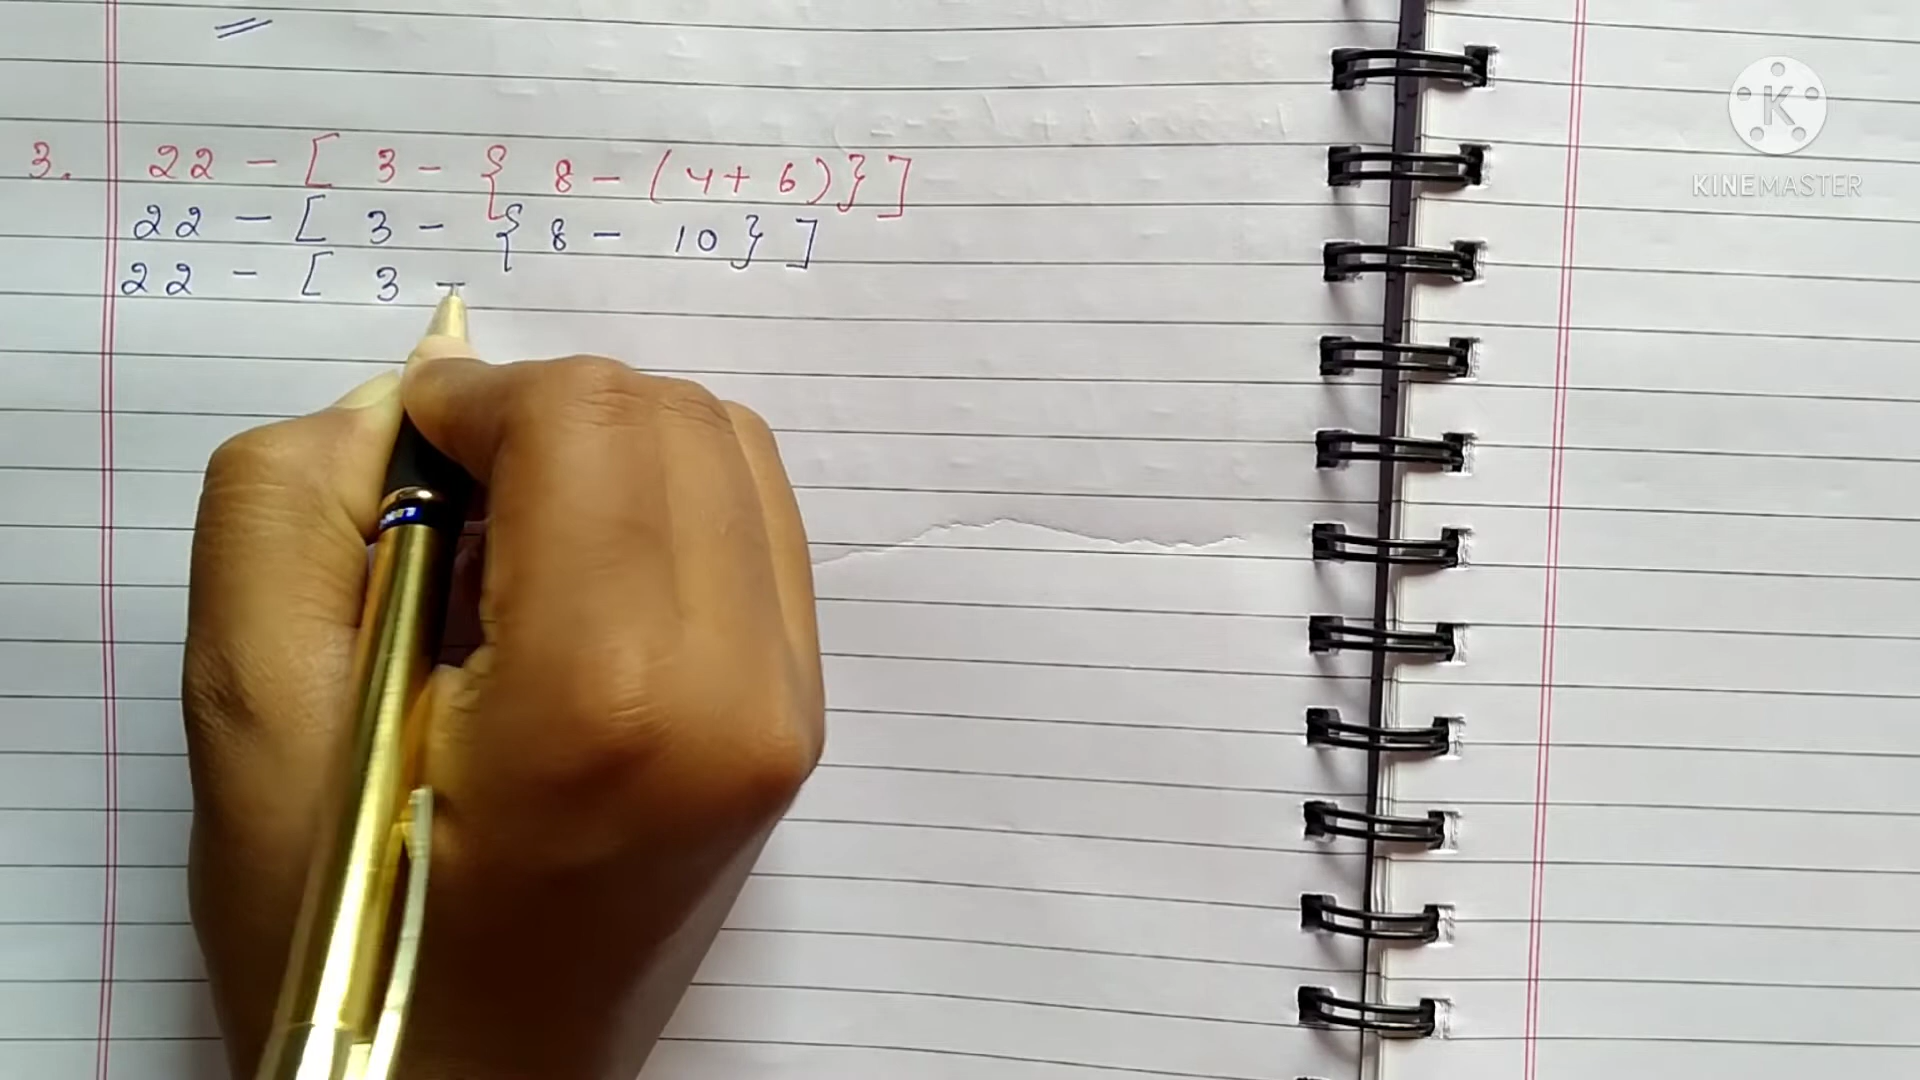 3. 22 - [ 3 - { 8 - ( 4 + 6 ) } ]
22 - [ 3 - { 8 - 10 } ]
22 - [ 3 -
K
KINEMASTER